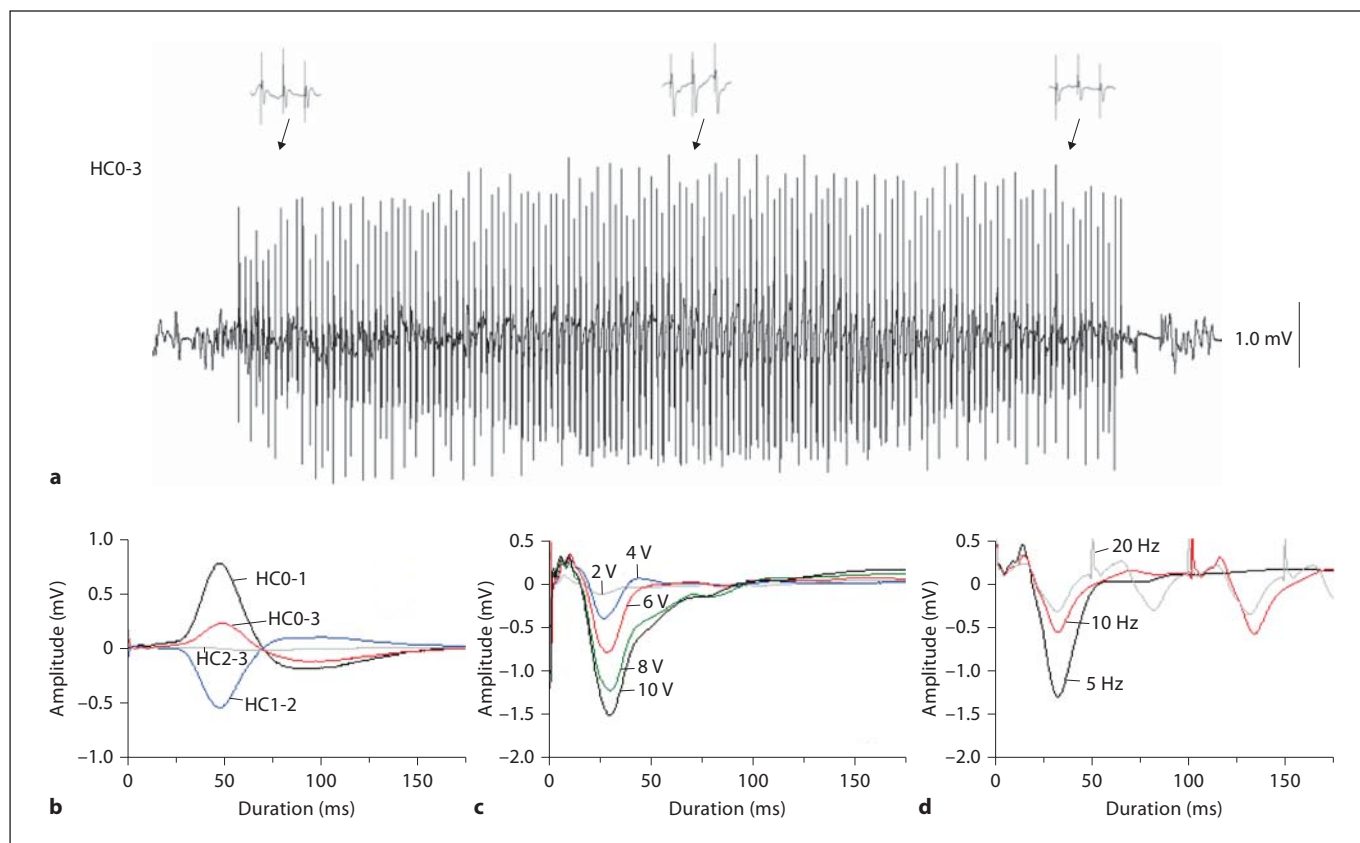 HC0-3
1.0 mV
a
1.0
0.5
0
−0.5
−1.0
Amplitude (mV)
HC0-1
HC0-3
HC2-3
HC1-2
0
50
100
150
Duration (ms)
b
0.5
0
−0.5
−1.0
−1.5
−2.0
Amplitude (mV)
2 V
4 V
6 V
8 V
10 V
0
50
100
150
Duration (ms)
c
0.5
0
−0.5
−1.0
−1.5
−2.0
Amplitude (mV)
20 Hz
10 Hz
5 Hz
0
50
100
150
Duration (ms)
d